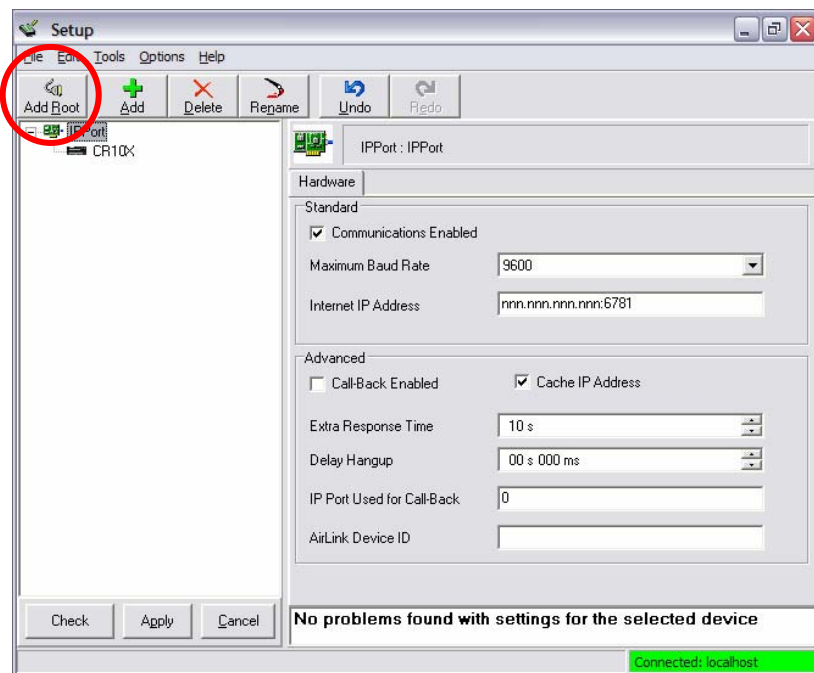 Setup
File Edit Tools Options Help
Add Root Add Delete Rename Undo Redo
IPPort
CR10X
IPPort : IPPort
Hardware
Standard
Communications Enabled
Maximum Baud Rate 9600
Internet IP Address nnn.nnn.nnn.nnn:6781
Advanced
Call-Back Enabled Cache IP Address
Extra Response Time 10 s
Delay Hangup 00 s 000 ms
IP Port Used for Call-Back 0
AirLink Device ID
Check Apply Cancel
No problems found with settings for the selected device
Connected: localhost